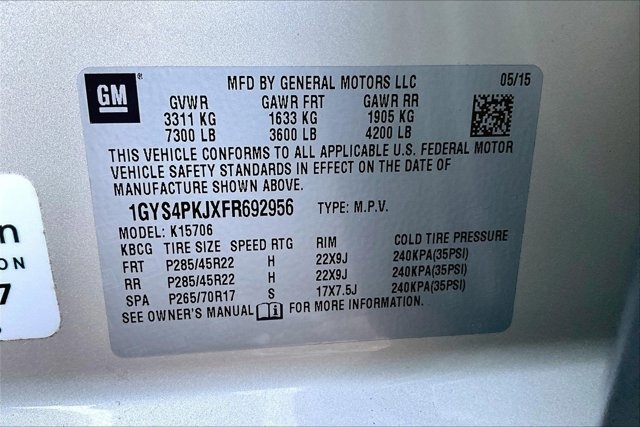 GM
MFD BY GENERAL MOTORS LLC 05/15
GVWR GAWR FRT GAWR RR
3311 KG 1633 KG 1905 KG
7300 LB 3600 LB 4200 LB
THIS VEHICLE CONFORMS TO ALL APPLICABLE U.S. FEDERAL MOTOR
VEHICLE SAFETY STANDARDS IN EFFECT ON THE DATE OF
MANUFACTURE SHOWN ABOVE.
1GYS4PKJXFR692956 TYPE: M.P.V.
MODEL: K15706
KBCG TIRE SIZE SPEED RTG RIM COLD TIRE PRESSURE
FRT P285/45R22 H 22X9J 240KPA(35PSI)
RR P285/45R22 H 22X9J 240KPA(35PSI)
SPA P265/70R17 S 17X7.5J 240KPA(35PSI)
SEE OWNER'S MANUAL FOR MORE INFORMATION.
n
ON
7